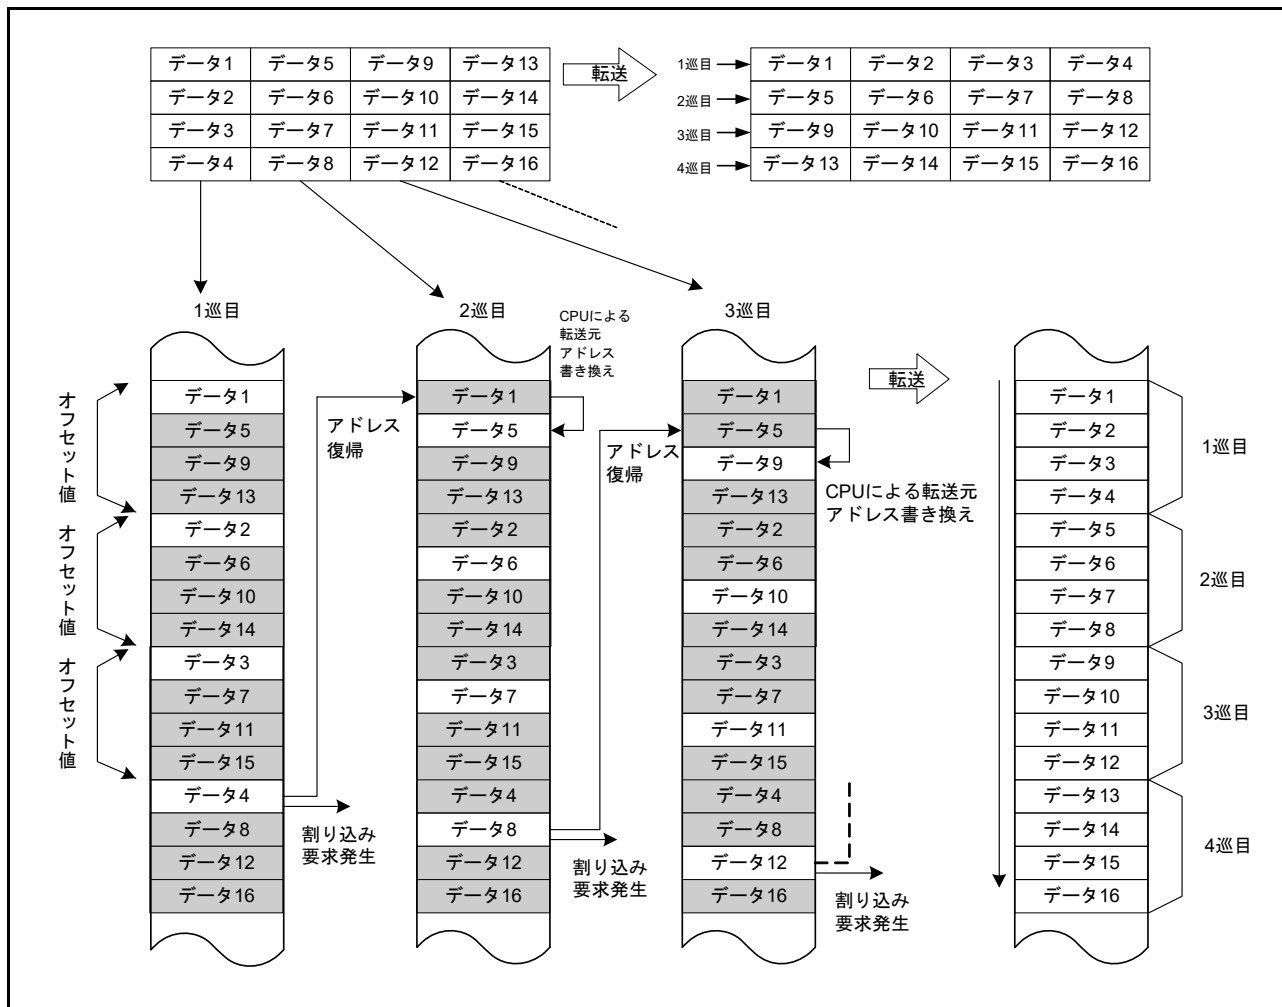 データ1 データ5 データ9 データ13
データ2 データ6 データ10 データ14
データ3 データ7 データ11 データ15
データ4 データ8 データ12 データ16
転送
1巡目 データ1 データ2 データ3 データ4
2巡目 データ5 データ6 データ7 データ8
3巡目 データ9 データ10 データ11 データ12
4巡目 データ13 データ14 データ15 データ16
1巡目
オフセット値
オフセット値
オフセット値
データ1
データ5
データ9
データ13
データ2
データ6
データ10
データ14
データ3
データ7
データ11
データ15
データ4
データ8
データ12
データ16
割り込み
要求発生
アドレス
復帰
2巡目
CPUによる
転送元
アドレス
書き換え
データ1
データ5
データ9
データ13
データ2
データ6
データ10
データ14
データ3
データ7
データ11
データ15
データ4
データ8
データ12
データ16
割り込み
要求発生
アドレス
復帰
3巡目
データ1
データ5
データ9
データ13
データ2
データ6
データ10
データ14
データ3
データ7
データ11
データ15
データ4
データ8
データ12
データ16
CPUによる転送元
アドレス書き換え
割り込み
要求発生
転送
データ1
データ2
データ3
データ4
データ5
データ6
データ7
データ8
データ9
データ10
データ11
データ12
データ13
データ14
データ15
データ16
1巡目
2巡目
3巡目
4巡目